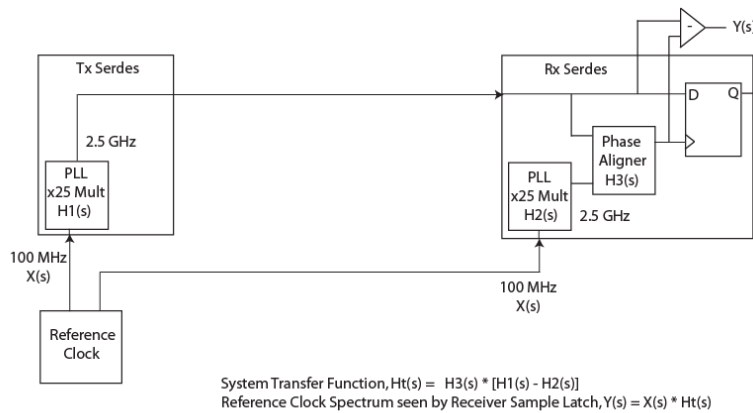 Y(s)
Tx Serdes
Rx Serdes
-
D
Q
2.5 GHz
Phase
Aligner
H3(s)
PLL
x25 Mult
H1(s)
PLL
x25 Mult
H2(s)
2.5 GHz
100 MHz
X(s)
100 MHz
X(s)
Reference
Clock
System Transfer Function, Ht(s) = H3(s) * [H1(s) - H2(s)]
Reference Clock Spectrum seen by Receiver Sample Latch, Y(s) = X(s) * Ht(s)